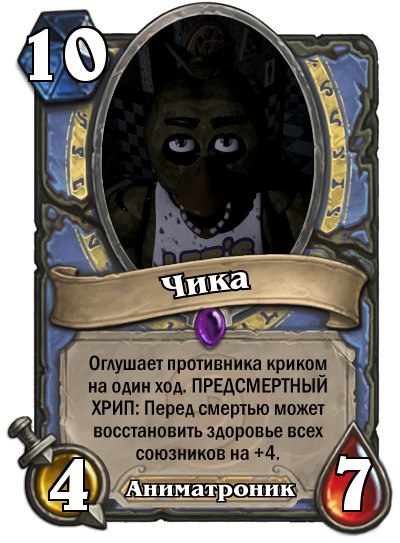 10
Чика
Оглушает противника криком
на один ход. ПРЕДСМЕРТНЫЙ
ХРИП: Перед смертью может
восстановить здоровье всех
союзников на +4.
4
Аниматроник
7